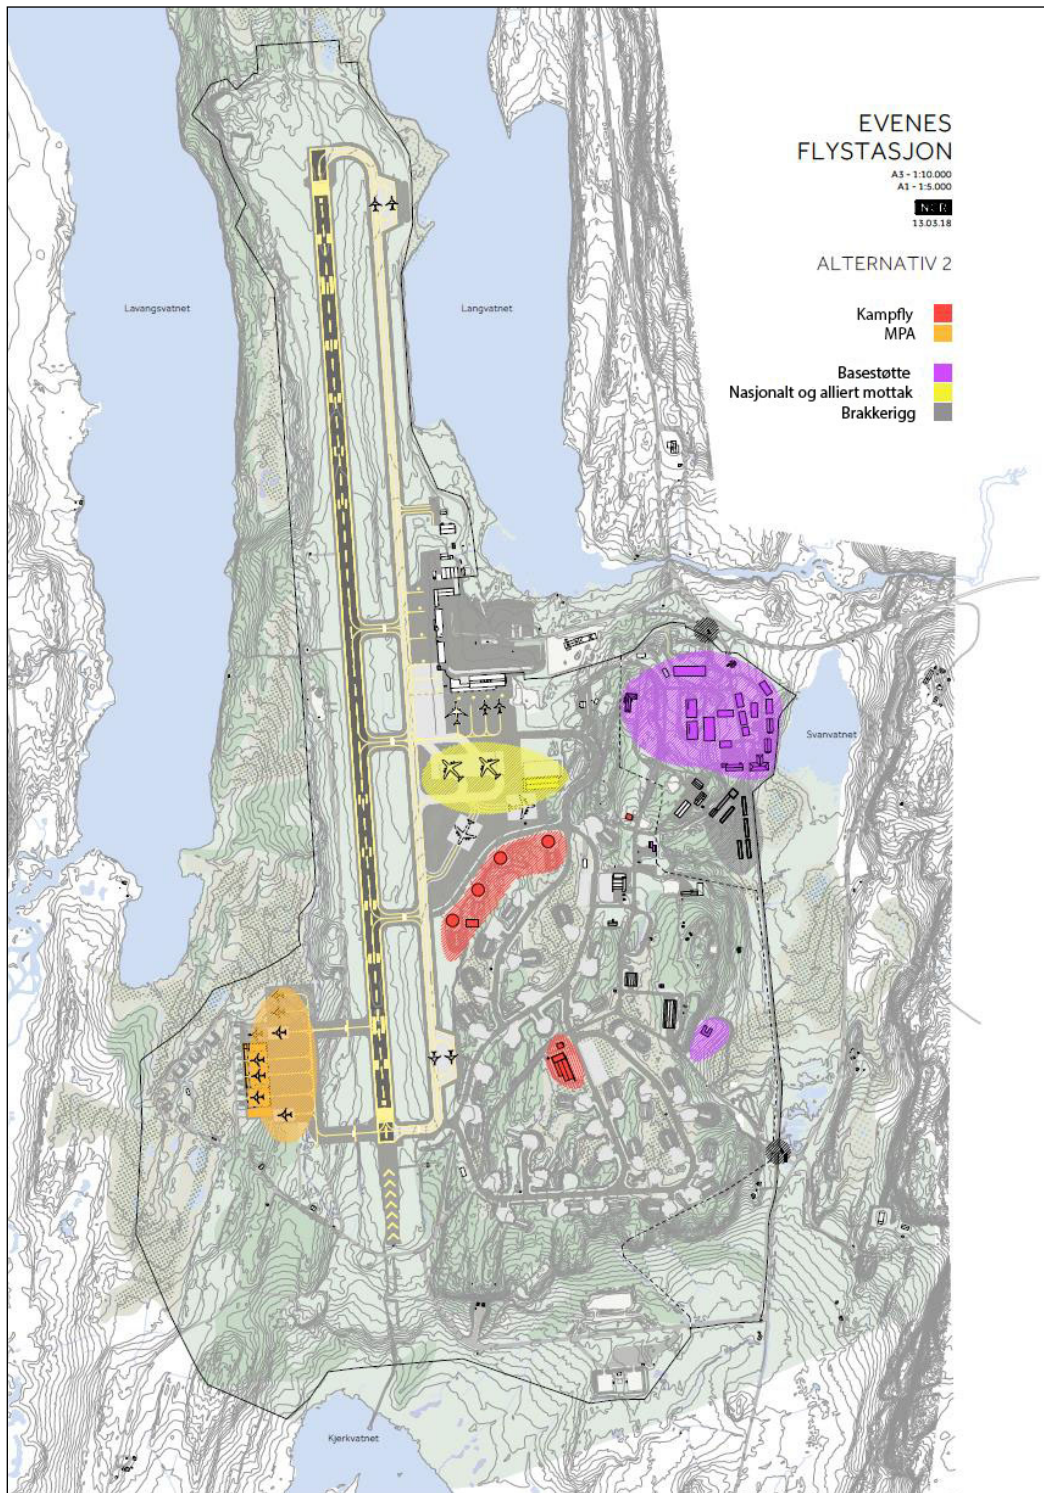 EVENES
FLYSTASJON
A3 - 1:10.000
A1 - 1:5.000
13.03.18
ALTERNATIV 2
Kampfly
MPA
Basestøtte
Nasjonalt og alliert mottak
Brakkerigg
Lavangsvatnet
Langvatnet
Svanvatnet
Kjerkvatnet